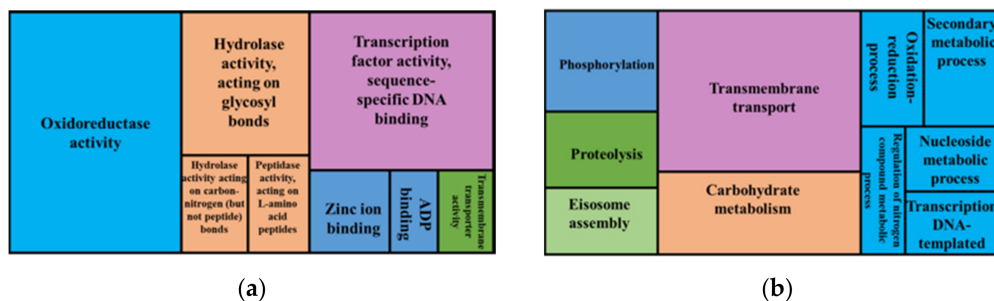 Oxidoreductase
activity
Hydrolase
activity,
acting on
glycosyl
bonds
Transcription
factor activity,
sequence-
specific DNA
binding
Hydrolase
activity acting
on carbon-
nitrogen (but
not peptide)
bonds
Peptidase
activity,
acting on
L-amino
acid
peptides
Zinc ion
binding
ADP
binding
Transmembrane
transporter
activity
(a)
Phosphorylation
Proteolysis
Eisosome
assembly
Transmembrane
transport
Carbohydrate
metabolism
Oxidation-
reduction
process
Secondary
metabolic
process
Regulation of nitrogen
compound metabolic
process
Nucleoside
metabolic
process
Transcription
DNA-
templated
(b)